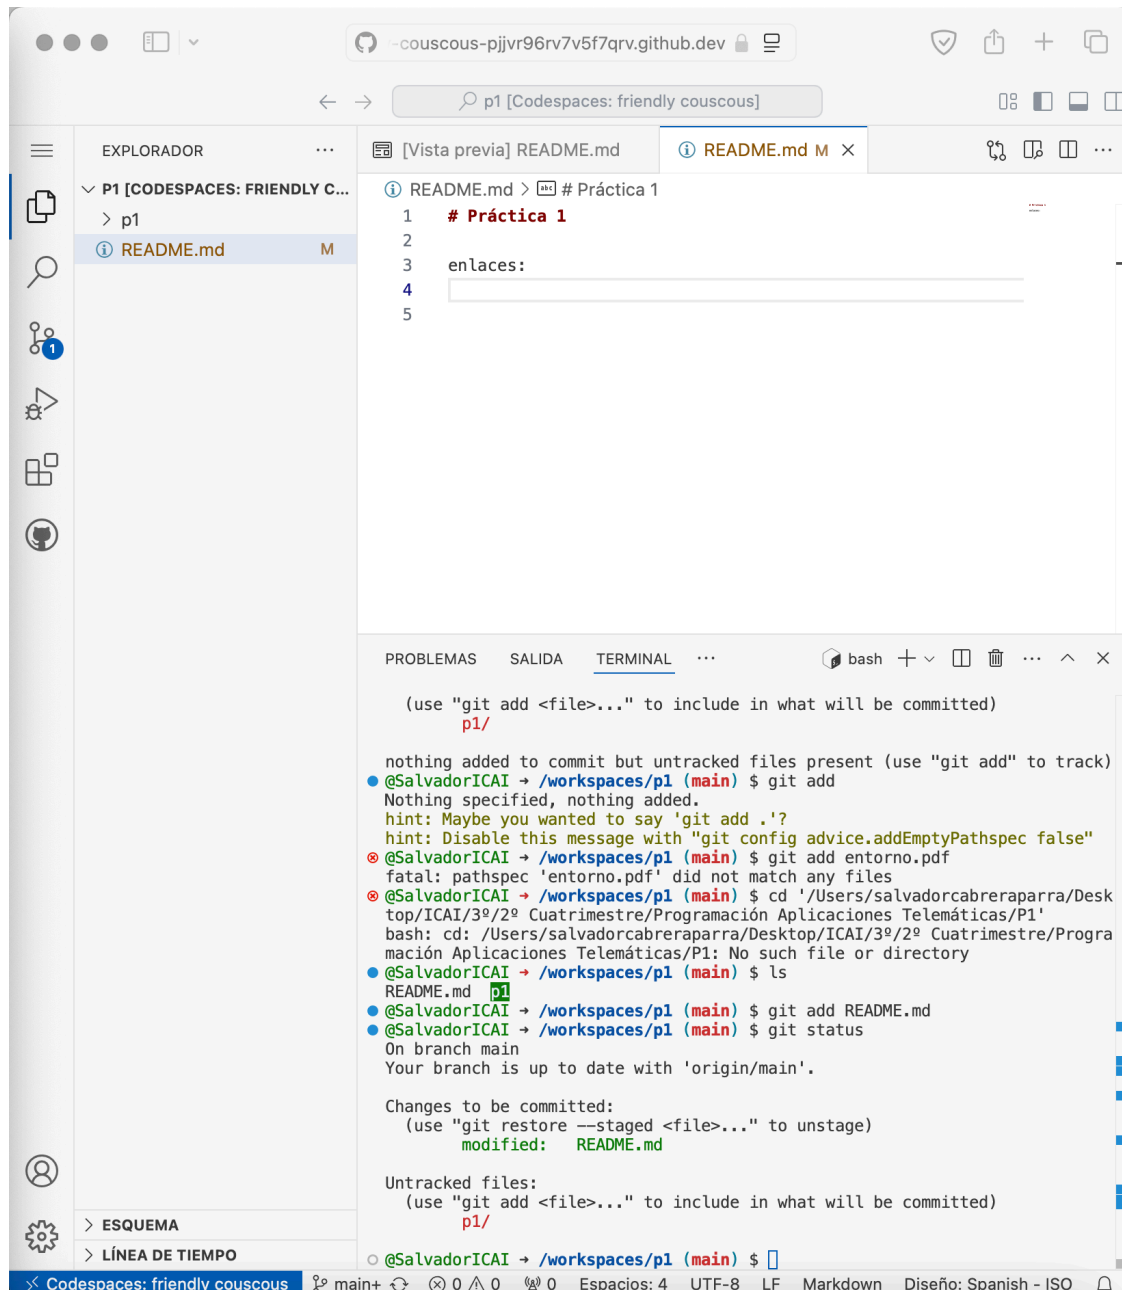 -couscous-pjjvr96rv7v5f7qrv.github.dev
p1 [Codespaces: friendly couscous]
EXPLORADOR
[Vista previa] README.md
README.md M
P1 [CODESPACES: FRIENDLY C...
p1
README.md M
README.md > # Práctica 1
1 # Práctica 1
2
3 enlaces:
4
5
1
PROBLEMAS SALIDA TERMINAL
bash
(use "git add <file>..." to include in what will be committed)
p1/
nothing added to commit but untracked files present (use "git add" to track)
@SalvadorICAI → /workspaces/p1 (main) $ git add
Nothing specified, nothing added.
hint: Maybe you wanted to say 'git add .'?
hint: Disable this message with "git config advice.addEmptyPathspec false"
@SalvadorICAI → /workspaces/p1 (main) $ git add entorno.pdf
fatal: pathspec 'entorno.pdf' did not match any files
@SalvadorICAI → /workspaces/p1 (main) $ cd '/Users/salvadorcabreraparra/Desk
top/ICAI/3º/2º Cuatrimestre/Programación Aplicaciones Telemáticas/P1'
bash: cd: /Users/salvadorcabreraparra/Desktop/ICAI/3º/2º Cuatrimestre/Progra
mación Aplicaciones Telemáticas/P1: No such file or directory
@SalvadorICAI → /workspaces/p1 (main) $ ls
README.md p1
@SalvadorICAI → /workspaces/p1 (main) $ git add README.md
@SalvadorICAI → /workspaces/p1 (main) $ git status
On branch main
Your branch is up to date with 'origin/main'.
Changes to be committed:
(use "git restore --staged <file>..." to unstage)
modified: README.md
Untracked files:
(use "git add <file>..." to include in what will be committed)
p1/
@SalvadorICAI → /workspaces/p1 (main) $
ESQUEMA
LÍNEA DE TIEMPO
Codespaces: friendly couscous main+ 0 0 0 Espacios: 4 UTF-8 LF Markdown Diseño: Spanish - ISO